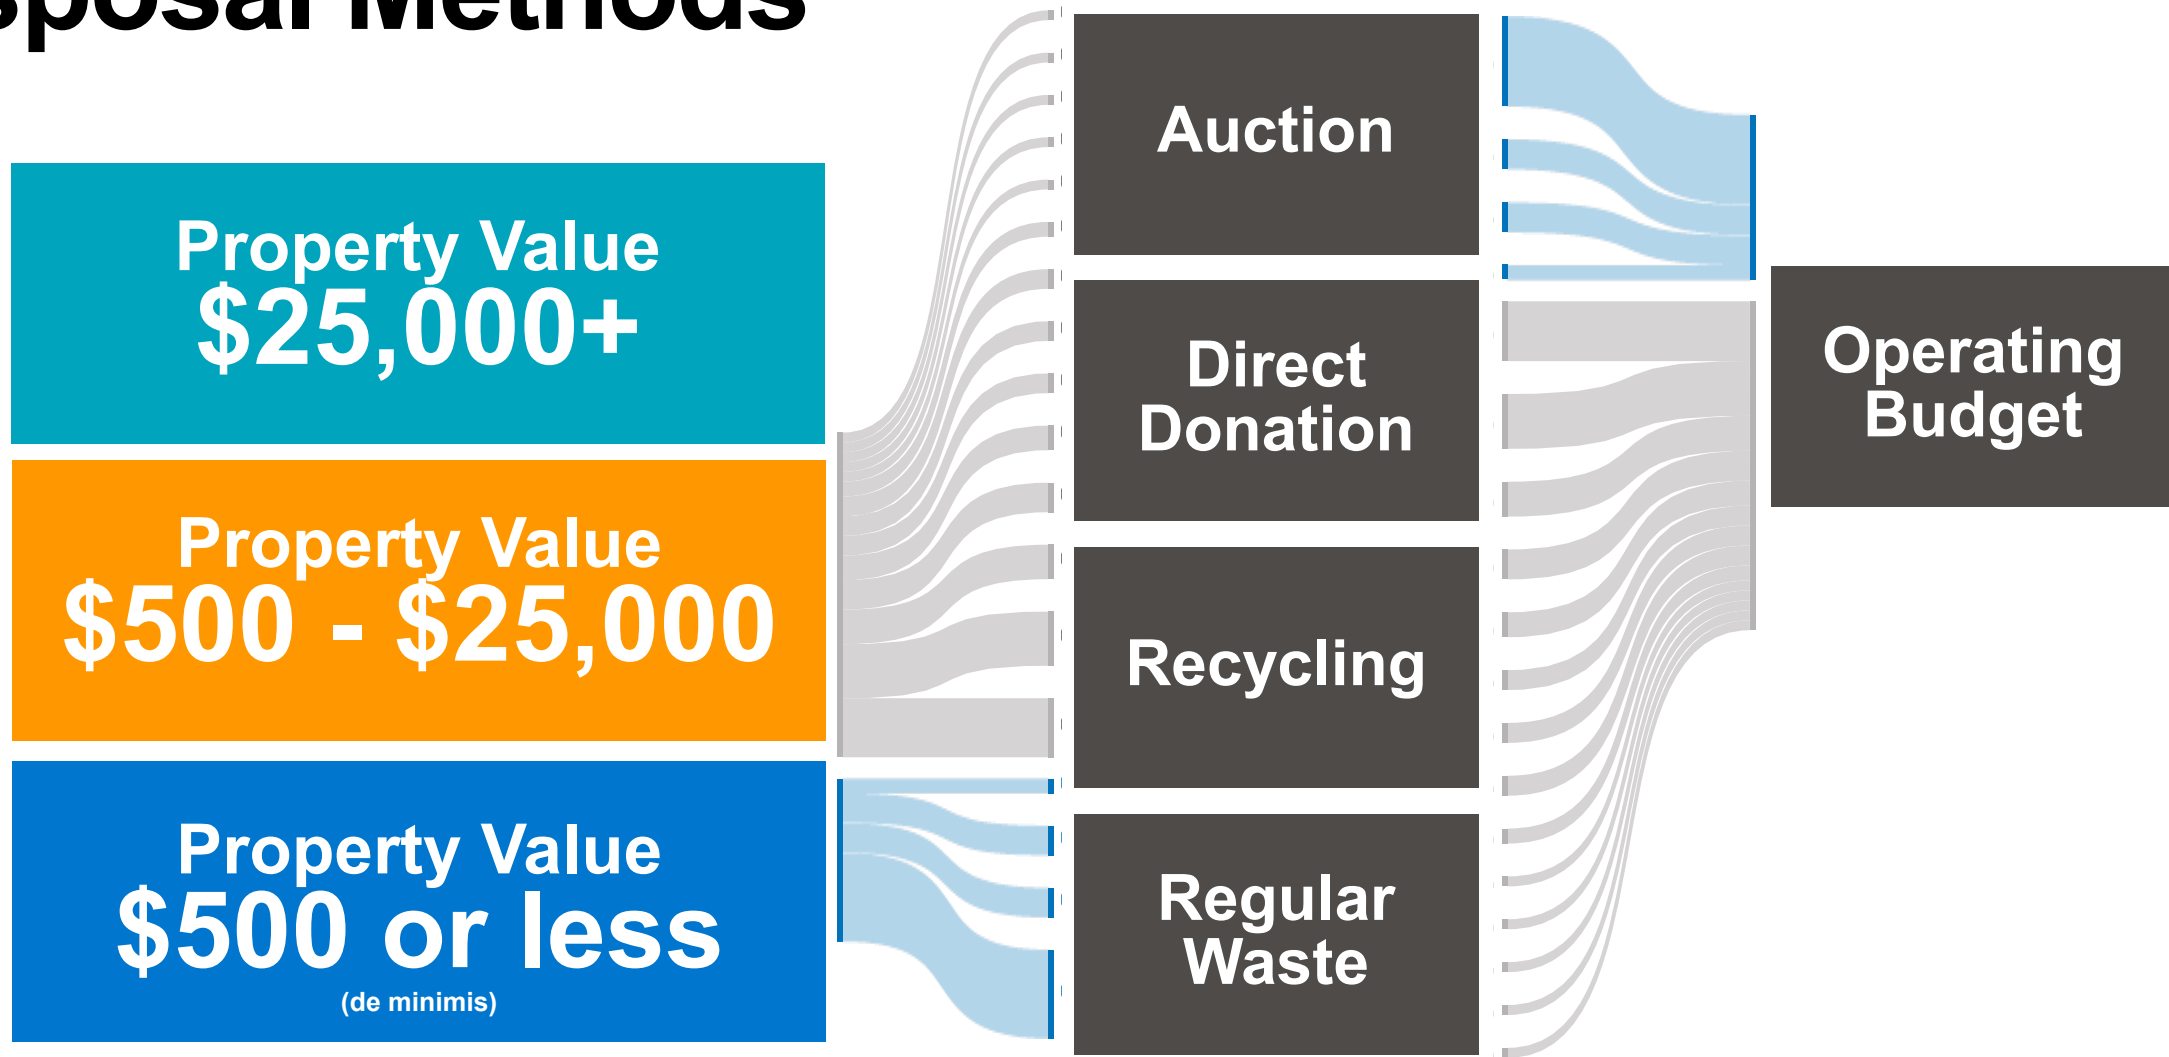 Methods
Property Value
$25,000+
Property Value
$500 - $25,000
Property Value
$500 or less
(de minimis)
Auction
Direct
Donation
Recycling
Regular
Waste
Operating
Budget